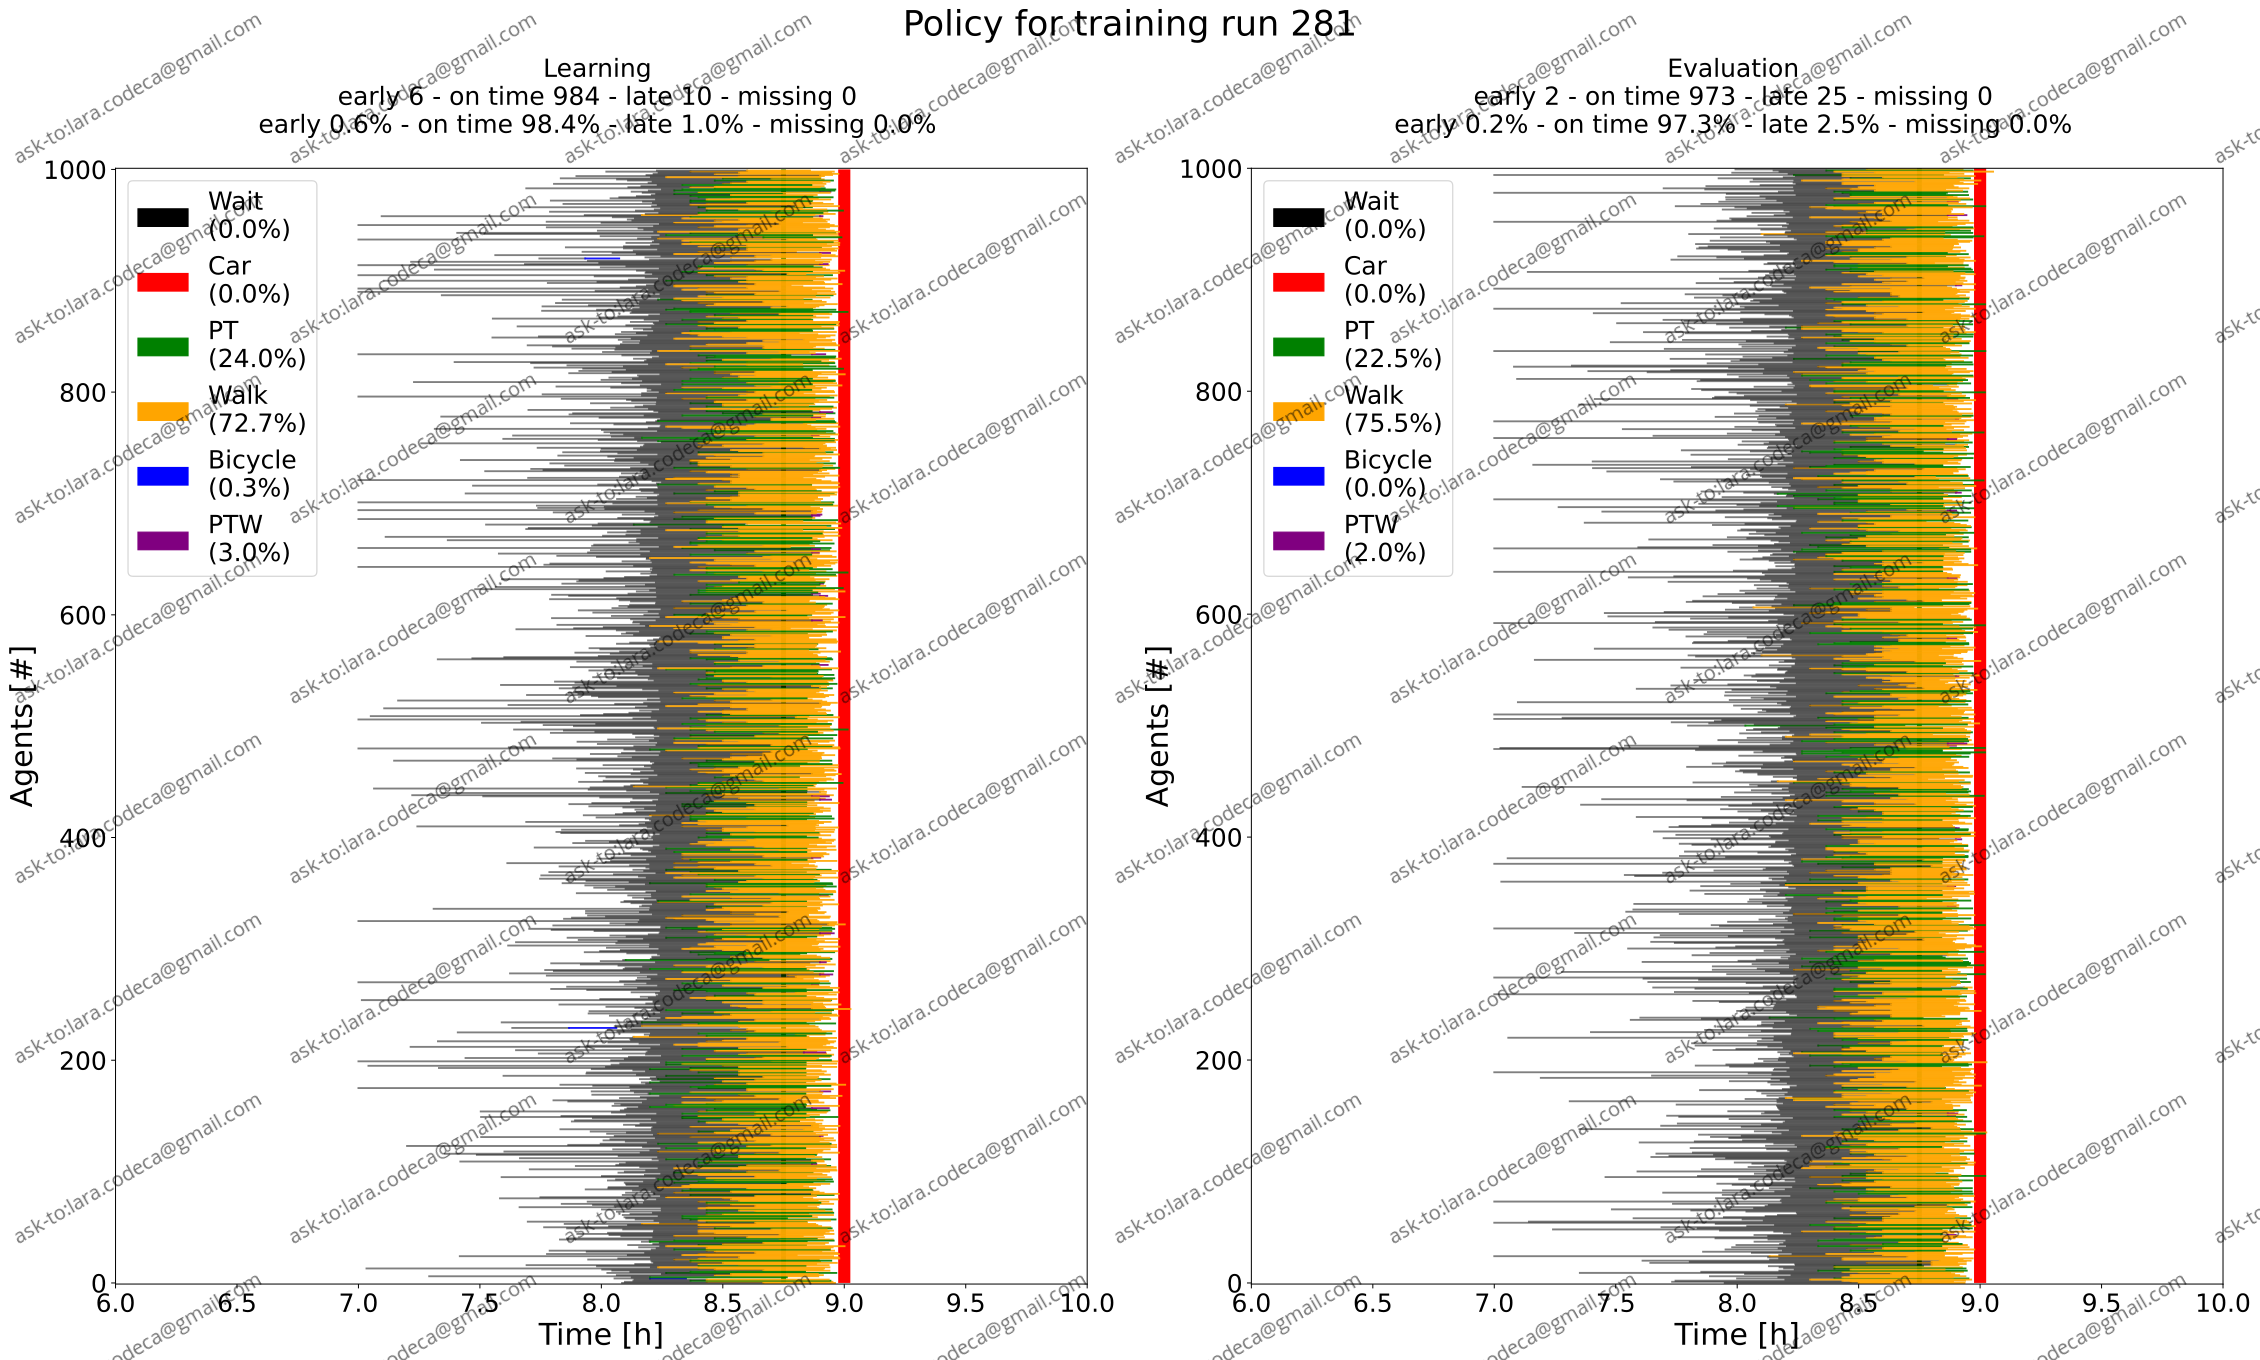 Policy for training run 281
Learning
early 6 - on time 984 - late 10 - missing 0
early 0.6% - on time 98.4% - late 1.0% - missing 0.0%
Evaluation
early 2 - on time 973 - late 25 - missing 0
early 0.2% - on time 97.3% - late 2.5% - missing 0.0%
Wait
(0.0%)
Car
(0.0%)
PT
(24.0%)
Walk
(72.7%)
Bicycle
(0.3%)
PTW
(3.0%)
Wait
(0.0%)
Car
(0.0%)
PT
(22.5%)
Walk
(75.5%)
Bicycle
(0.0%)
PTW
(2.0%)
1000
800
600
400
200
0
Agents [#]
6.0 6.5 7.0 7.5 8.0 8.5 9.0 9.5 10.0
Time [h]
1000
800
600
400
200
0
Agents [#]
6.0 6.5 7.0 7.5 8.0 8.5 9.0 9.5 10.0
Time [h]
ask-to:lara.codeca@gmail.com